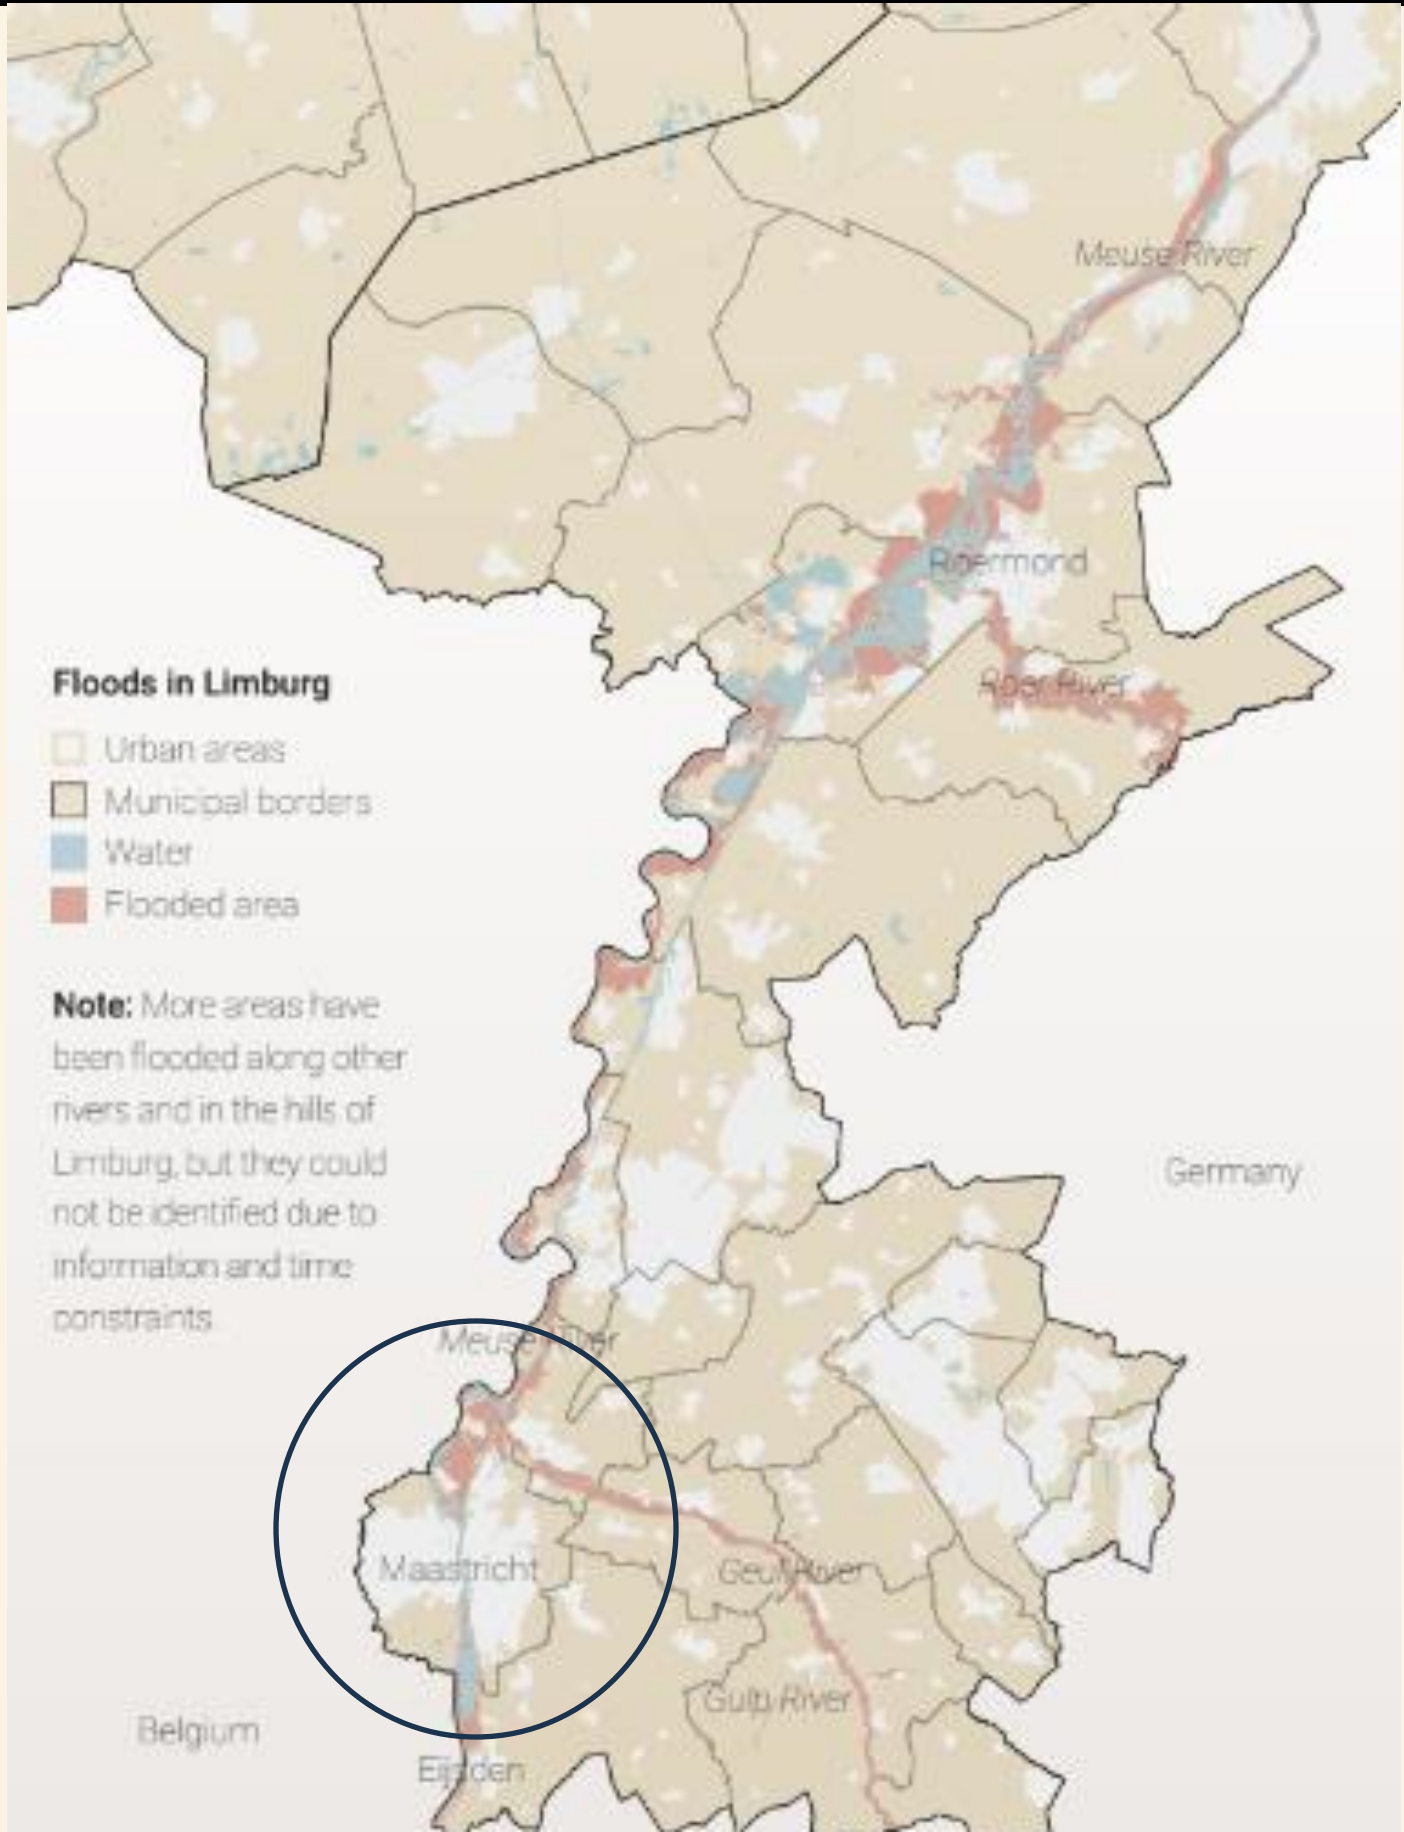 Meuse River
Roermond
Roer River
Floods in Limburg
Urban areas
Municipal borders
Water
Flooded area
Note: More areas have
been flooded along other
rivers and in the hills of
Limburg, but they could
not be identified due to
information and time
constraints.
Germany
Meuse River
Maastricht
Geul River
Gulp River
Belgium
Eijsden